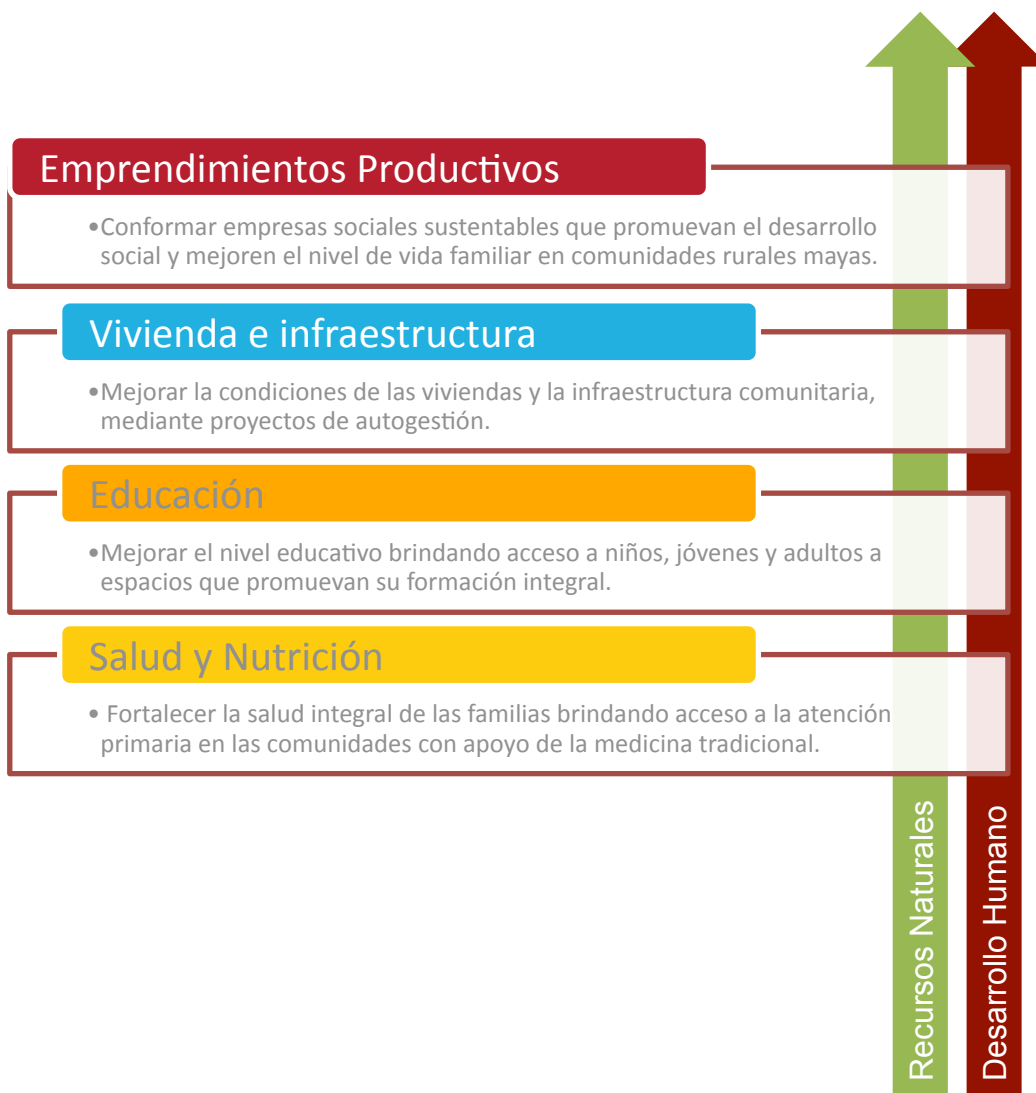 Emprendimientos Productivos
•Conformar empresas sociales sustentables que promuevan el desarrollo
social y mejoren el nivel de vida familiar en comunidades rurales mayas.
Vivienda e infraestructura
•Mejorar la condiciones de las viviendas y la infraestructura comunitaria,
mediante proyectos de autogestión.
Educación
•Mejorar el nivel educativo brindando acceso a niños, jóvenes y adultos a
espacios que promuevan su formación integral.
Salud y Nutrición
• Fortalecer la salud integral de las familias brindando acceso a la atención
primaria en las comunidades con apoyo de la medicina tradicional.
Recursos Naturales
Desarrollo Humano